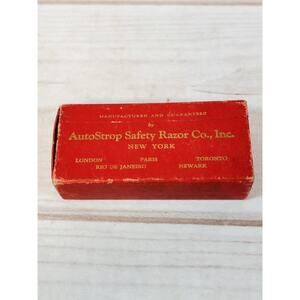 MANUFACTURED AND GUARANTEED
by
AutoStrop Safety Razor Co., Inc.
NEW YORK
LONDON PARIS TORONTO
RIO DE JANEIRO NEWARK